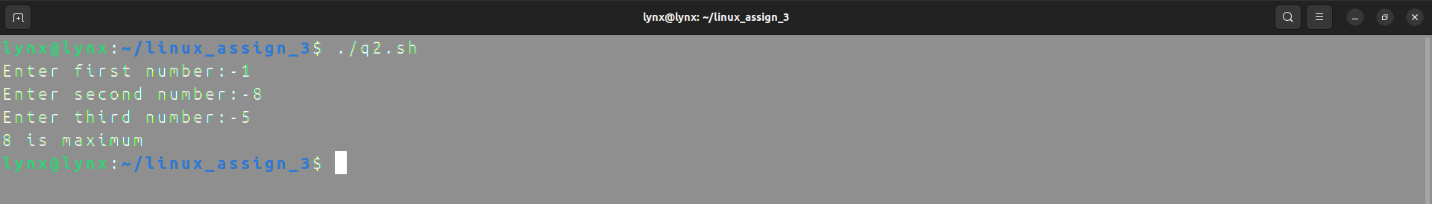 lynx@lynx: ~/linux_assign_3
lynx@lynx:~/linux_assign_3$ ./q2.sh
Enter first number:-1
Enter second number:-8
Enter third number:-5
8 is maximum
lynx@lynx:~/linux_assign_3$